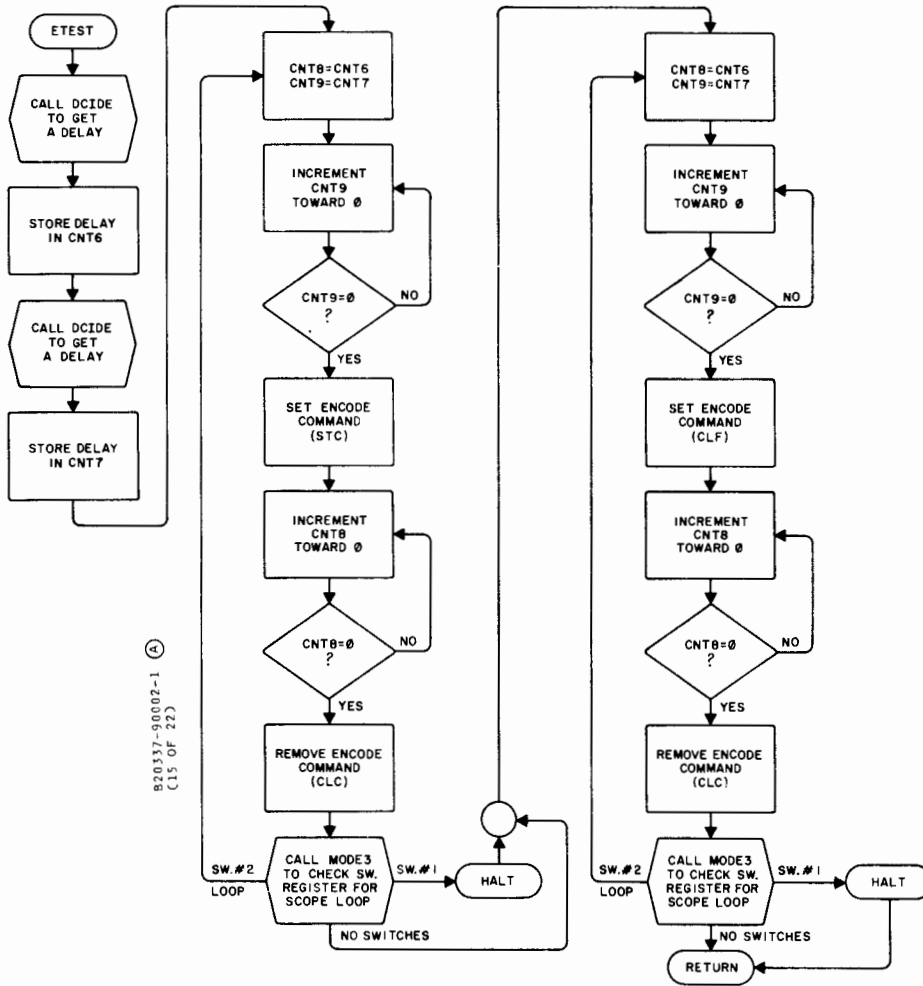 ETEST
CALL DCIDE
TO GET
A DELAY
STORE DELAY
IN CNT6
CALL DCIDE
TO GET
A DELAY
STORE DELAY
IN CNT7
CNT8=CNT6
CNT9=CNT7
INCREMENT
CNT9
TOWARD Ø
CNT9=Ø
?
NO
YES
SET ENCODE
COMMAND
(STC)
INCREMENT
CNT8
TOWARD Ø
CNT8=Ø
?
NO
YES
REMOVE ENCODE
COMMAND
(CLC)
CALL MODE3
TO CHECK SW.
REGISTER FOR
SCOPE LOOP
SW.#2
LOOP
SW.#1
HALT
NO SWITCHES
CNT8=CNT6
CNT9=CNT7
INCREMENT
CNT9
TOWARD Ø
CNT9=Ø
?
NO
YES
SET ENCODE
COMMAND
(CLF)
INCREMENT
CNT8
TOWARD Ø
CNT8=Ø
?
NO
YES
REMOVE ENCODE
COMMAND
(CLC)
CALL MODE3
TO CHECK SW.
REGISTER FOR
SCOPE LOOP
SW.#2
LOOP
SW.#1
HALT
NO SWITCHES
RETURN
B20337-90002-1 A
(15 OF 22)